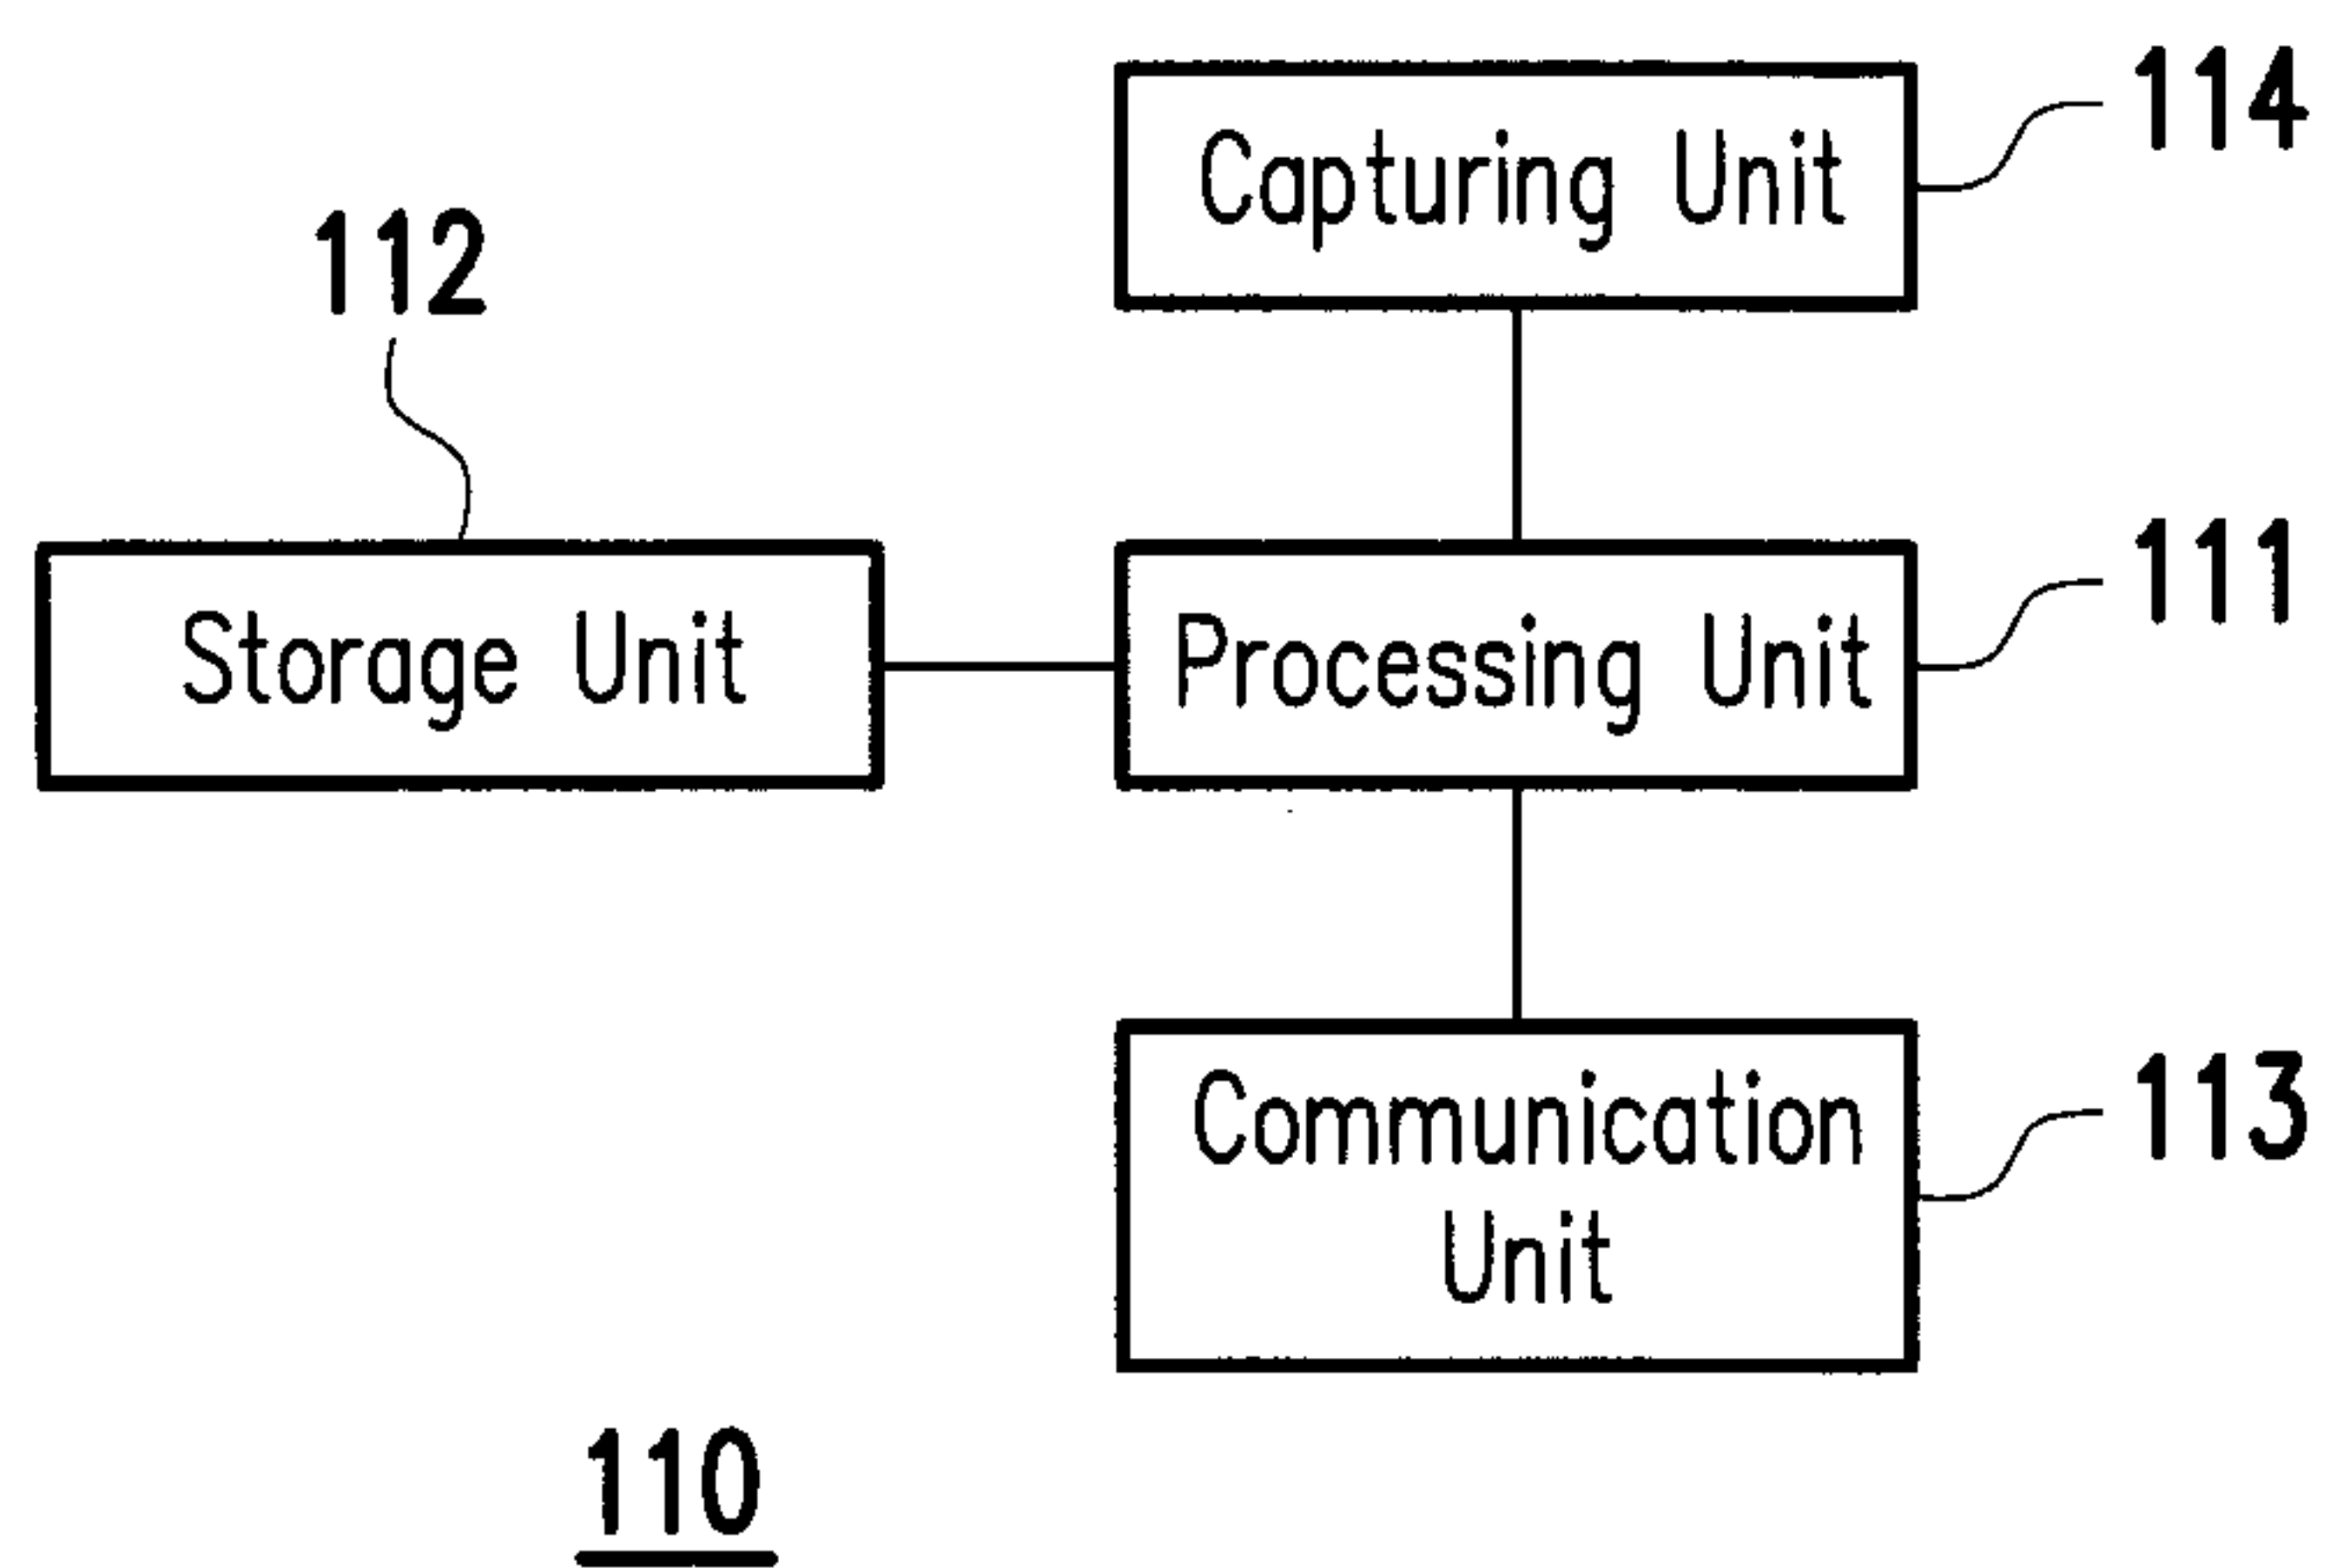 114
Capturing Unit
112
111
Storage Unit
Processing Unit
113
Communication
Unit
110